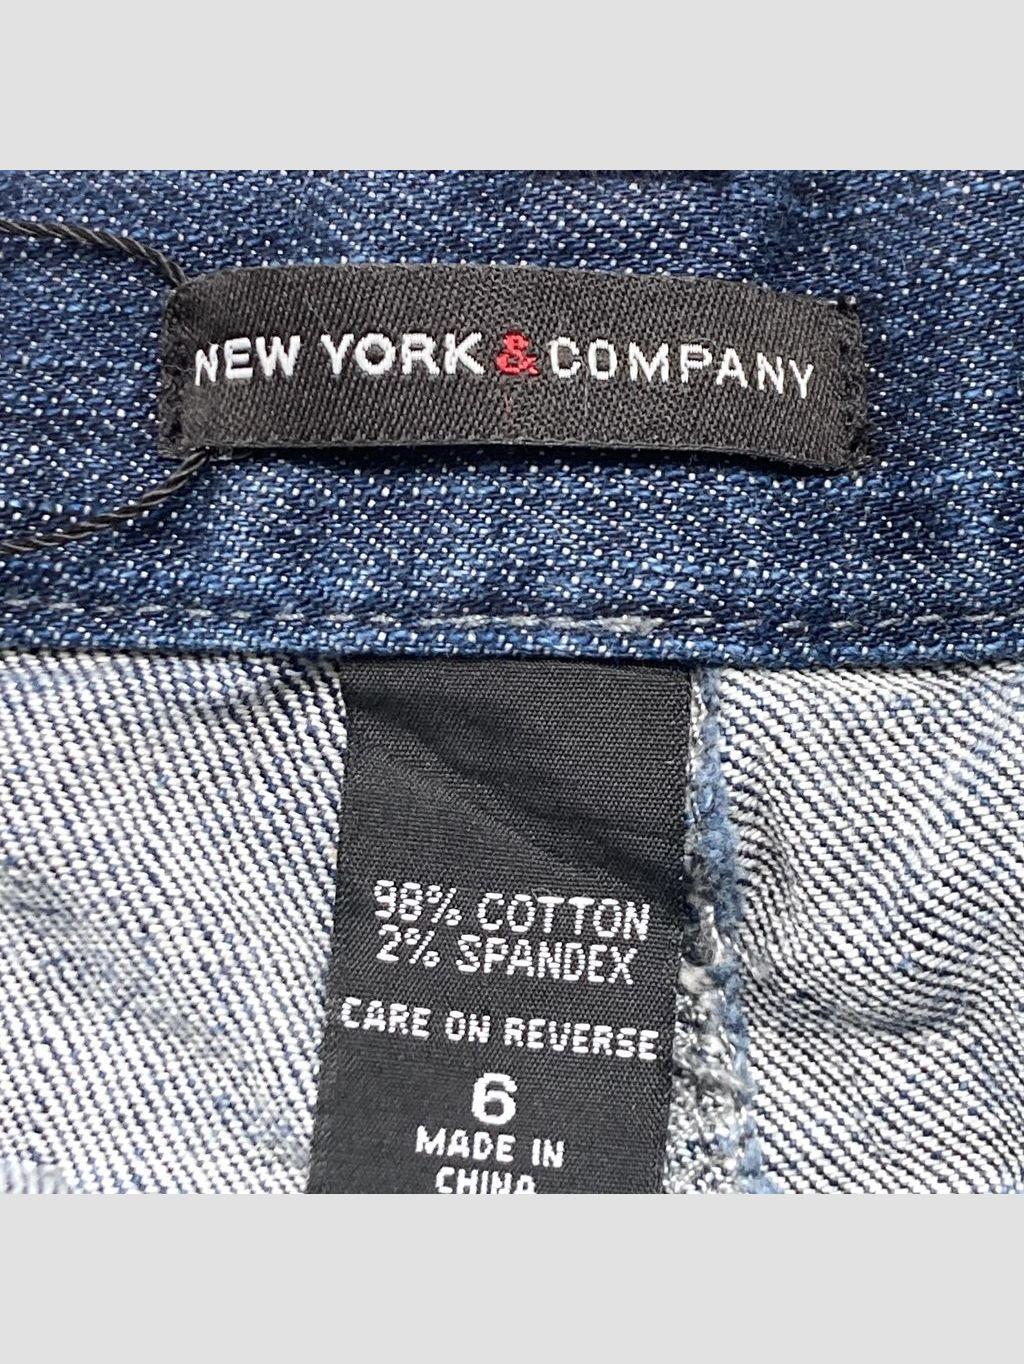 NEW YORK & COMPANY
98% COTTON
2% SPANDEX
CARE ON REVERSE
6
MADE IN
CHINA